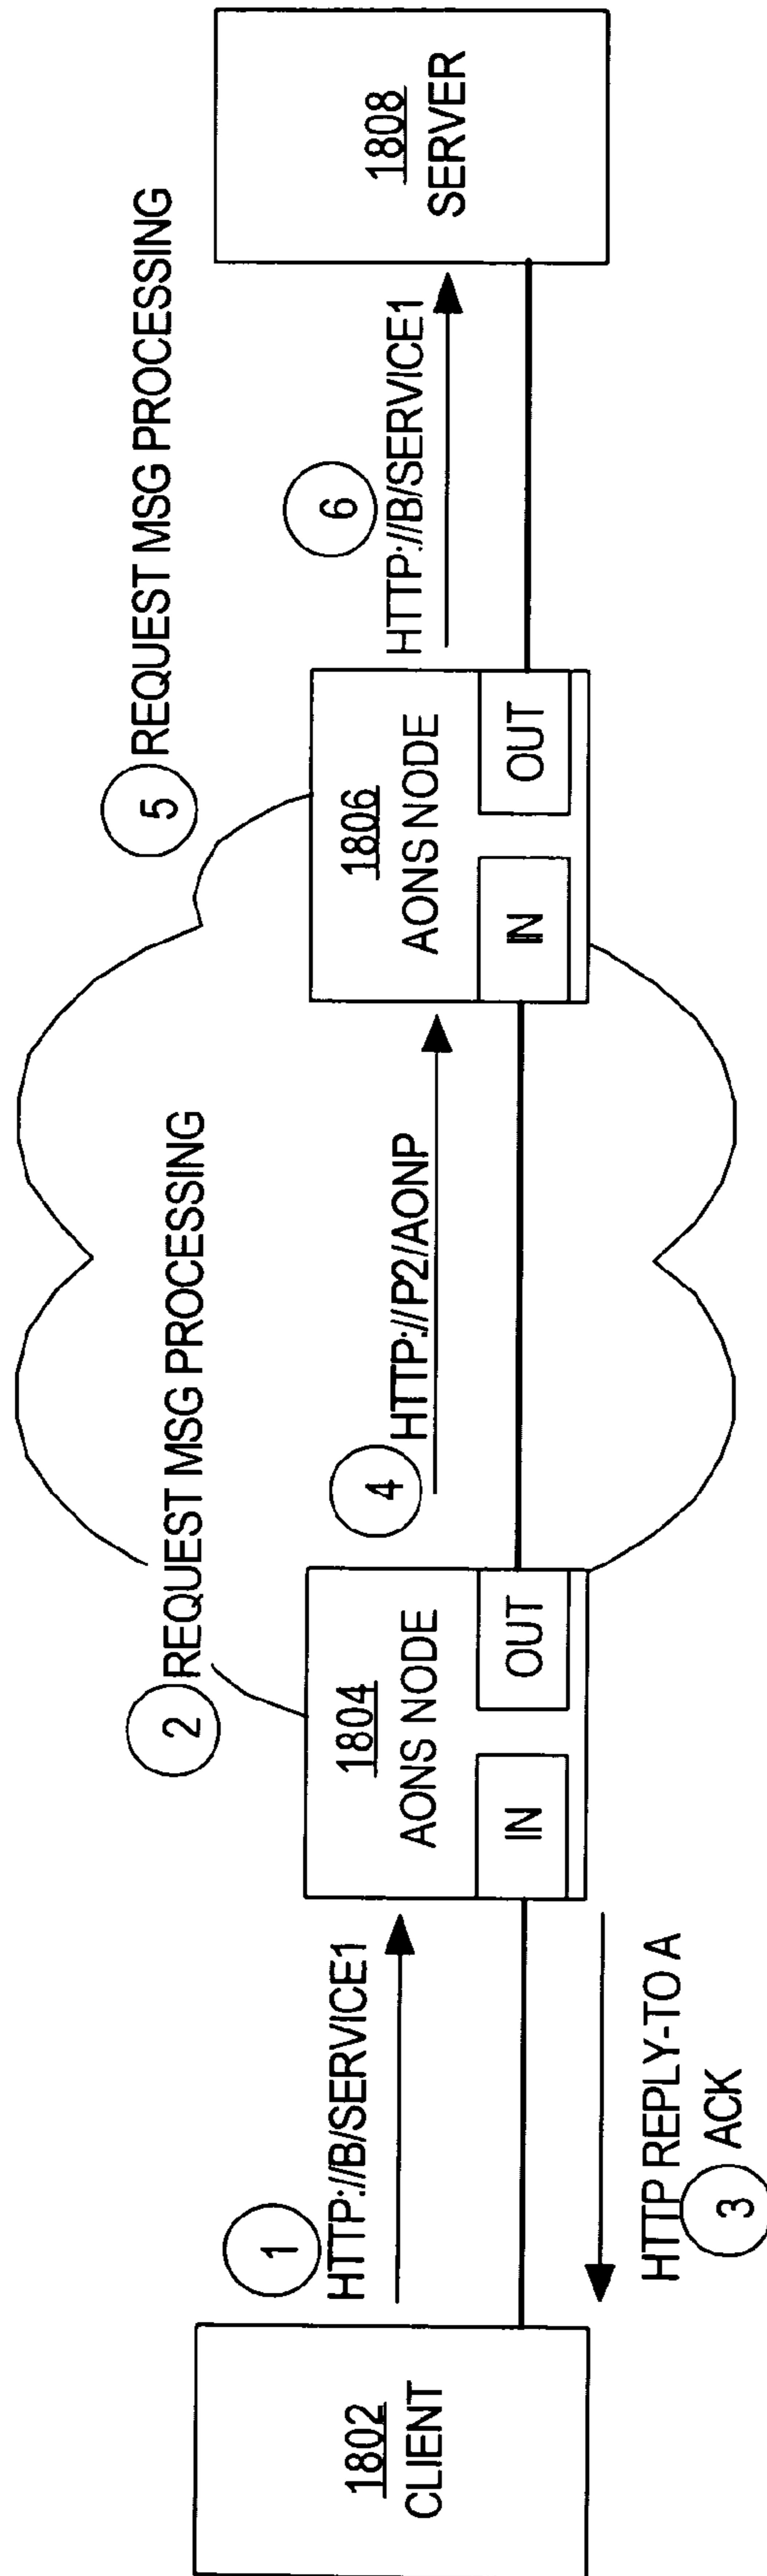 1802
CLIENT
1
HTTP://B/SERVICE1
HTTP REPLY-TO A
3 ACK
2 REQUEST MSG PROCESSING
1804
AONS NODE
IN
OUT
4
HTTP://P2/AONP
5 REQUEST MSG PROCESSING
1806
AONS NODE
IN
OUT
6
HTTP://B/SERVICE1
1808
SERVER